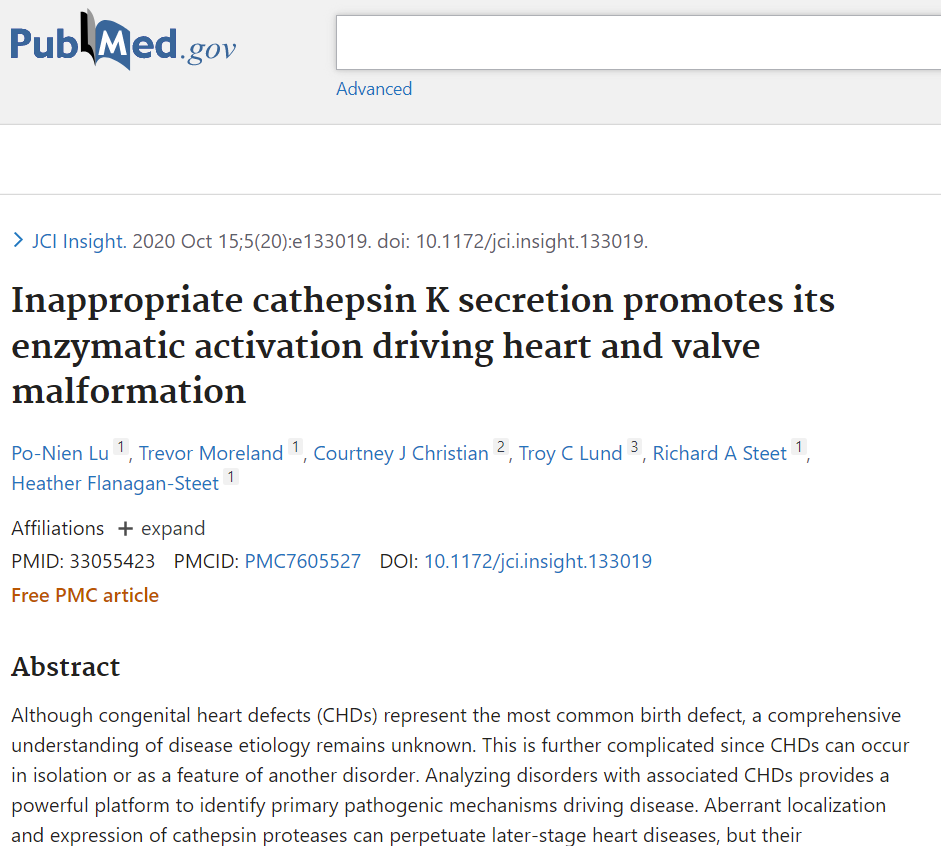 PubMed.gov
Advanced
JCI Insight. 2020 Oct 15;5(20):e133019. doi: 10.1172/jci.insight.133019.
Inappropriate cathepsin K secretion promotes its
enzymatic activation driving heart and valve
malformation
Po-Nien Lu 1, Trevor Moreland 1, Courtney J Christian 2, Troy C Lund 3, Richard A Steet 1,
Heather Flanagan-Steet 1
Affiliations + expand
PMID: 33055423 PMCID: PMC7605527 DOI: 10.1172/jci.insight.133019
Free PMC article
Abstract
Although congenital heart defects (CHDs) represent the most common birth defect, a comprehensive
understanding of disease etiology remains unknown. This is further complicated since CHDs can occur
in isolation or as a feature of another disorder. Analyzing disorders with associated CHDs provides a
powerful platform to identify primary pathogenic mechanisms driving disease. Aberrant localization
and expression of cathepsin proteases can perpetuate later-stage heart diseases, but their